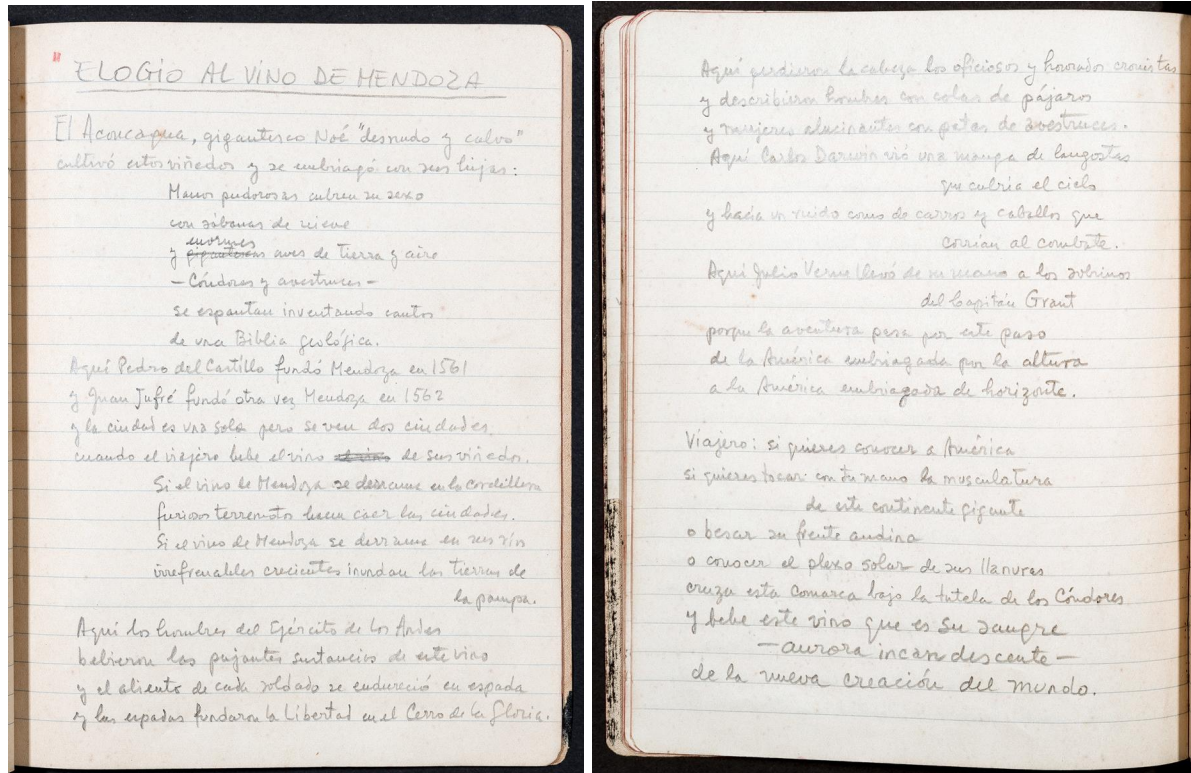 ELOGIO AL VINO DE MENDOZA
El Aconcagua, gigantesco Noé "desnudo y calvo"
cultivó estos viñedos y se embriagó con sus hijas:
Manos pudorosas cubren su sexo
con sábanas de nieve
enormes
y gigantescas aves de tierra y aire
—Cóndores y avestruces—
se espantan inventando cantos
de una Biblia geológica.
Aquí Pedro del Castillo fundó Mendoza en 1561
y Juan Jufré fundó otra vez Mendoza en 1562
y la ciudad es una sola pero se ven dos ciudades
cuando el viajero bebe el vino el vino de sus viñedos.
Si el vino de Mendoza se derrama en la cordillera
furiosos terremotos hacen caer las ciudades.
Si el vino de Mendoza se derrama en sus ríos
irrefrenables crecientes inundan las tierras de
la pampa.
Aquí los hombres del Ejército de los Andes
bebieron las pujantes sustancias de este vino
y el aliento de cada soldado se endureció en espada
y las espadas fundaron la Libertad en el Cerro de la Gloria.
Aquí perdieron la cabeza los oficiosos y honrados cronistas
y describieron hombres con colas de pájaros
y mujeres alucinantes con patas de avestruces.
Aquí Carlos Darwin vió una manga de langostas
que cubría el cielo
y hacía un ruido como de carros y caballos que
corrían al combate.
Aquí Julio Verne llevó de su mano a los sobrinos
del Capitán Grant
porque la aventura pasa por este paso
de la América embriagada por la altura
a la América embriagada de horizonte.
Viajero: si quieres conocer a América
si quieres tocar con tu mano la musculatura
de este continente gigante
o besar su frente andina
o conocer el plexo solar de sus llanuras
cruza esta comarca bajo la tutela de los Cóndores
y bebe este vino que es su sangre
—aurora incandescente—
de la nueva creación del mundo.